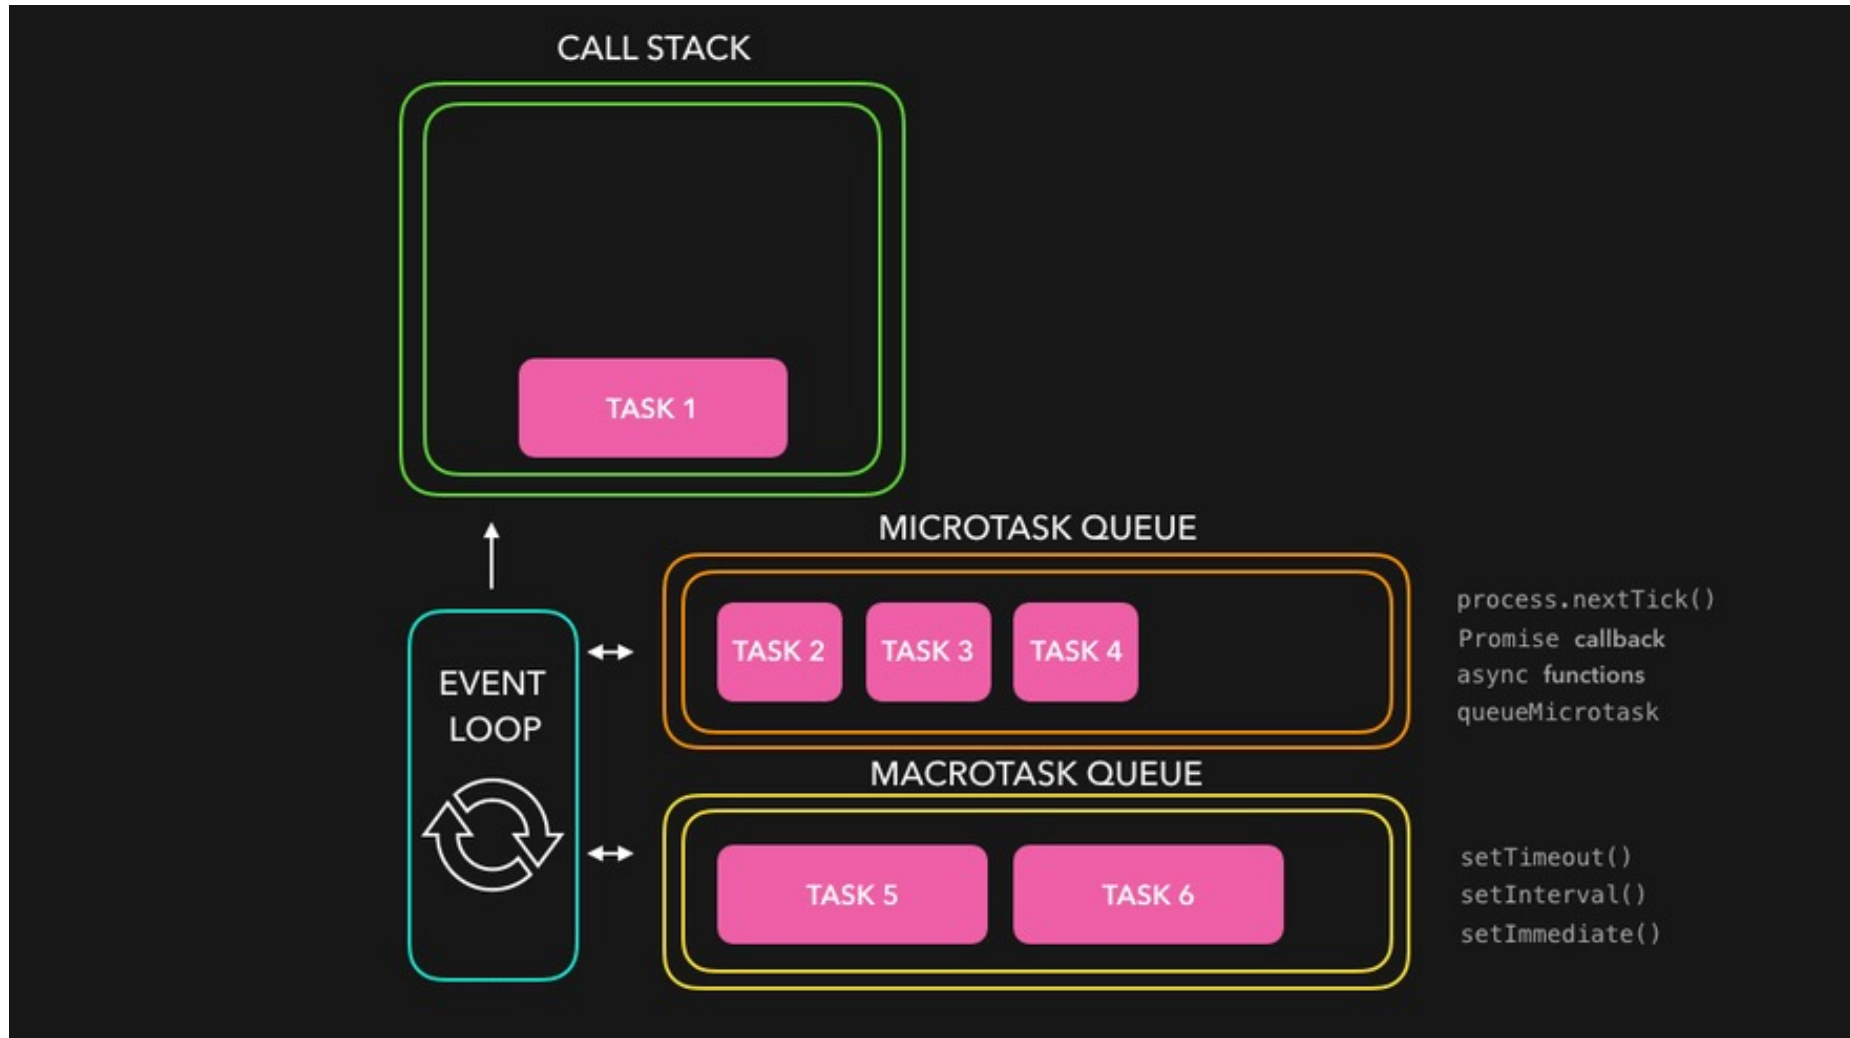 CALL STACK
TASK 1
MICROTASK QUEUE
TASK 2 TASK 3 TASK 4
process.nextTick()
Promise callback
async functions
queueMicrotask
EVENT
LOOP
MACROTASK QUEUE
TASK 5 TASK 6
setTimeout()
setInterval()
setImmediate()